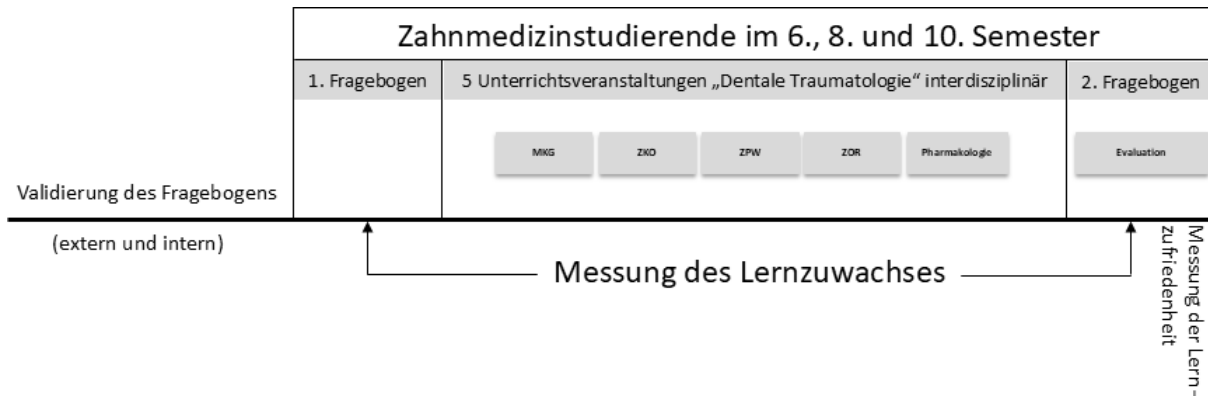 Zahnmedizinstudierende im 6., 8. und 10. Semester
1. Fragebogen
5 Unterrichtsveranstaltungen „Dentale Traumatologie“ interdisziplinär
2. Fragebogen
MKG
ZKO
ZPW
ZOR
Pharmakologie
Evaluation
Validierung des Fragebogens
(extern und intern)
Messung des Lernzuwachses
Messung der Lern-
zufriedenheit